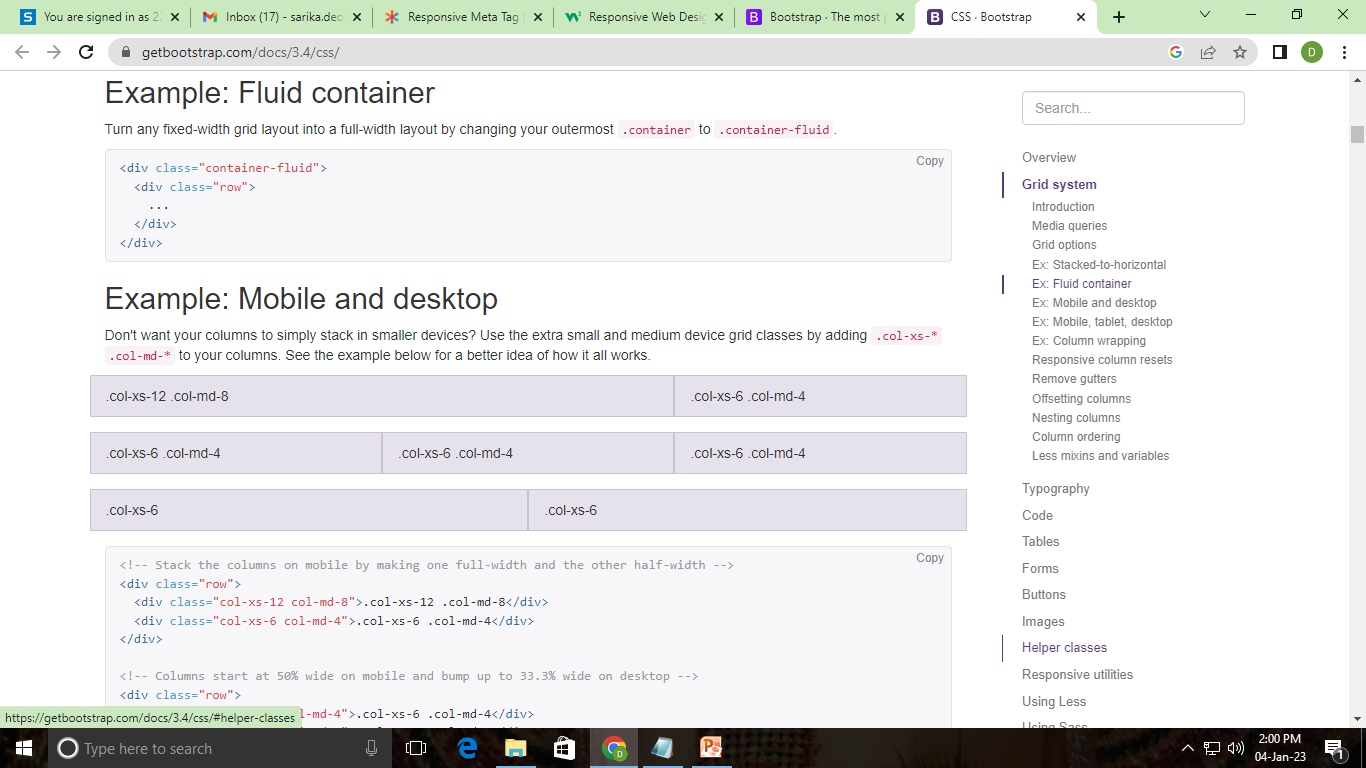 You are signed in as 2
Inbox (17) - sarika.dec
Responsive Meta Tag
Responsive Web Desig
Bootstrap · The most p
CSS · Bootstrap
getbootstrap.com/docs/3.4/css/
D
Example: Fluid container
Turn any fixed-width grid layout into a full-width layout by changing your outermost .container to .container-fluid.
Copy
<div class="container-fluid">
  <div class="row">
    ...
  </div>
</div>
Example: Mobile and desktop
Don't want your columns to simply stack in smaller devices? Use the extra small and medium device grid classes by adding .col-xs-*
.col-md-* to your columns. See the example below for a better idea of how it all works.
.col-xs-12 .col-md-8
.col-xs-6 .col-md-4
.col-xs-6 .col-md-4
.col-xs-6 .col-md-4
.col-xs-6 .col-md-4
.col-xs-6
.col-xs-6
Copy
<!-- Stack the columns on mobile by making one full-width and the other half-width -->
<div class="row">
  <div class="col-xs-12 col-md-8">.col-xs-12 .col-md-8</div>
  <div class="col-xs-6 col-md-4">.col-xs-6 .col-md-4</div>
</div>
<!-- Columns start at 50% wide on mobile and bump up to 33.3% wide on desktop -->
<div class="row">
l-md-4">.col-xs-6 .col-md-4</div>
https://getbootstrap.com/docs/3.4/css/#helper-classes
Search...
Overview
Grid system
Introduction
Media queries
Grid options
Ex: Stacked-to-horizontal
Ex: Fluid container
Ex: Mobile and desktop
Ex: Mobile, tablet, desktop
Ex: Column wrapping
Responsive column resets
Remove gutters
Offsetting columns
Nesting columns
Column ordering
Less mixins and variables
Typography
Code
Tables
Forms
Buttons
Images
Helper classes
Responsive utilities
Using Less
Using Sass
Type here to search
2:00 PM
04-Jan-23
1